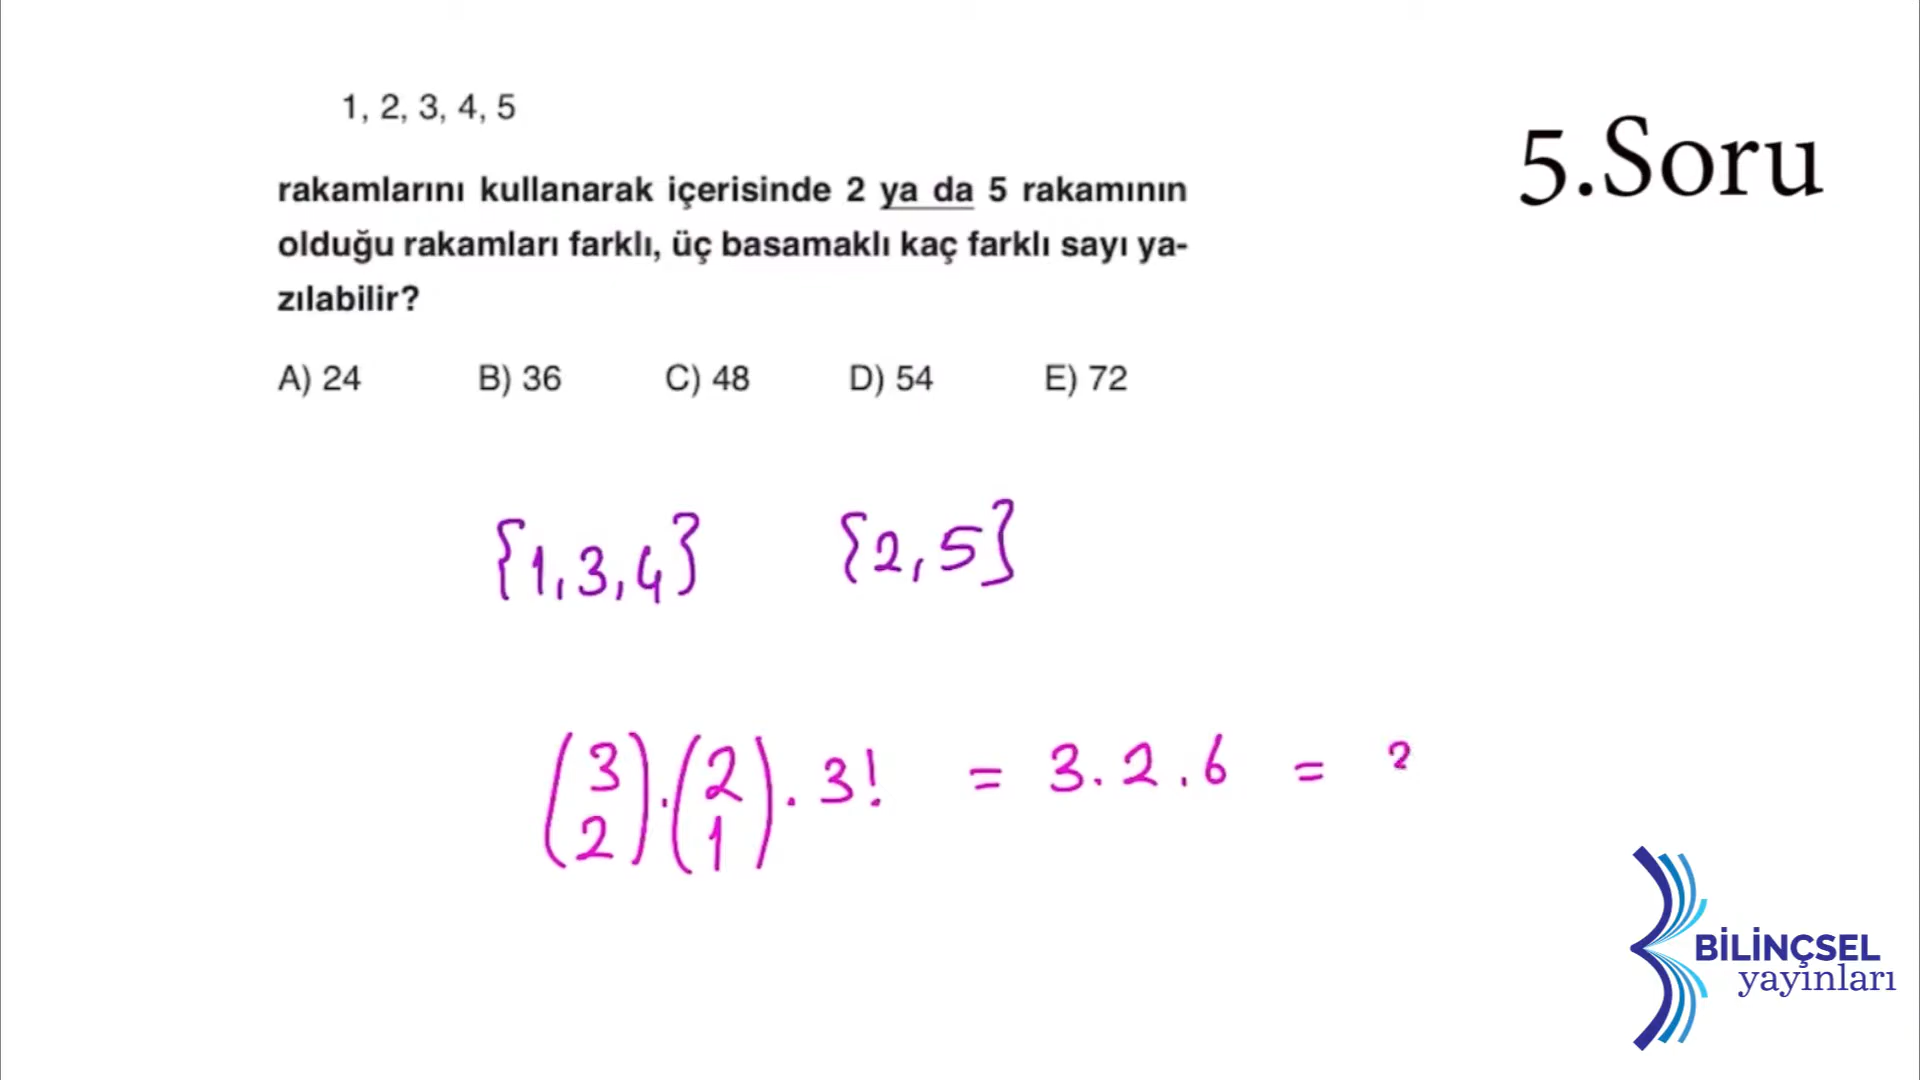 1, 2, 3, 4, 5
5.Soru
rakamlarını kullanarak içerisinde 2 ya da 5 rakamının
olduğu rakamları farklı, üç basamaklı kaç farklı sayı ya-
zılabilir?
A) 24 B) 36 C) 48 D) 54 E) 72
{1,3,4} {2,5}
(3 2).(2 1).3! = 3.2.6 = 2
BİLİNÇSEL
yayınları